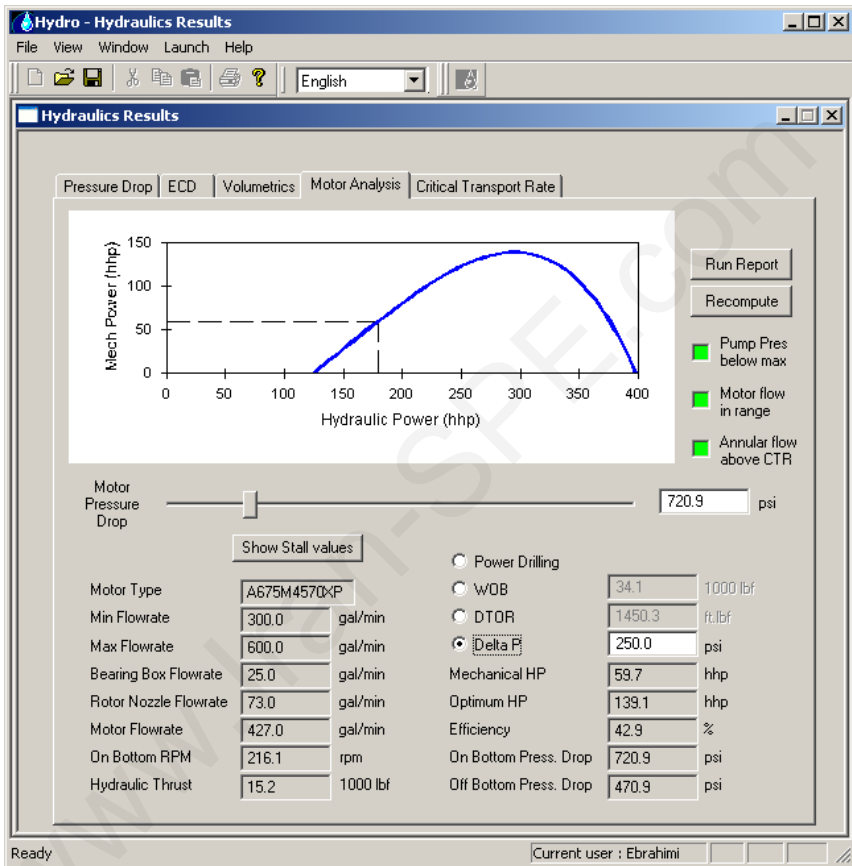 Hydro - Hydraulics Results
File View Window Launch Help
English
Hydraulics Results
Pressure Drop ECD Volumetrics Motor Analysis Critical Transport Rate
150
100
50
0
Mech Power (hhp)
0 50 100 150 200 250 300 350 400
Hydraulic Power (hhp)
Run Report
Recompute
Pump Pres
below max
Motor flow
in range
Annular flow
above CTR
Motor
Pressure
Drop
720.9 psi
Show Stall values
Power Drilling
Motor Type A675M4570XP WOB 34.1 1000 lbf
Min Flowrate 300.0 gal/min DTOR 1450.3 ft.lbf
Max Flowrate 600.0 gal/min Delta P 250.0 psi
Bearing Box Flowrate 25.0 gal/min Mechanical HP 59.7 hhp
Rotor Nozzle Flowrate 73.0 gal/min Optimum HP 139.1 hhp
Motor Flowrate 427.0 gal/min Efficiency 42.9 %
On Bottom RPM 216.1 rpm On Bottom Press. Drop 720.9 psi
Hydraulic Thrust 15.2 1000 lbf Off Bottom Press. Drop 470.9 psi
Ready Current user : Ebrahimi
www.Iran-SPE.com